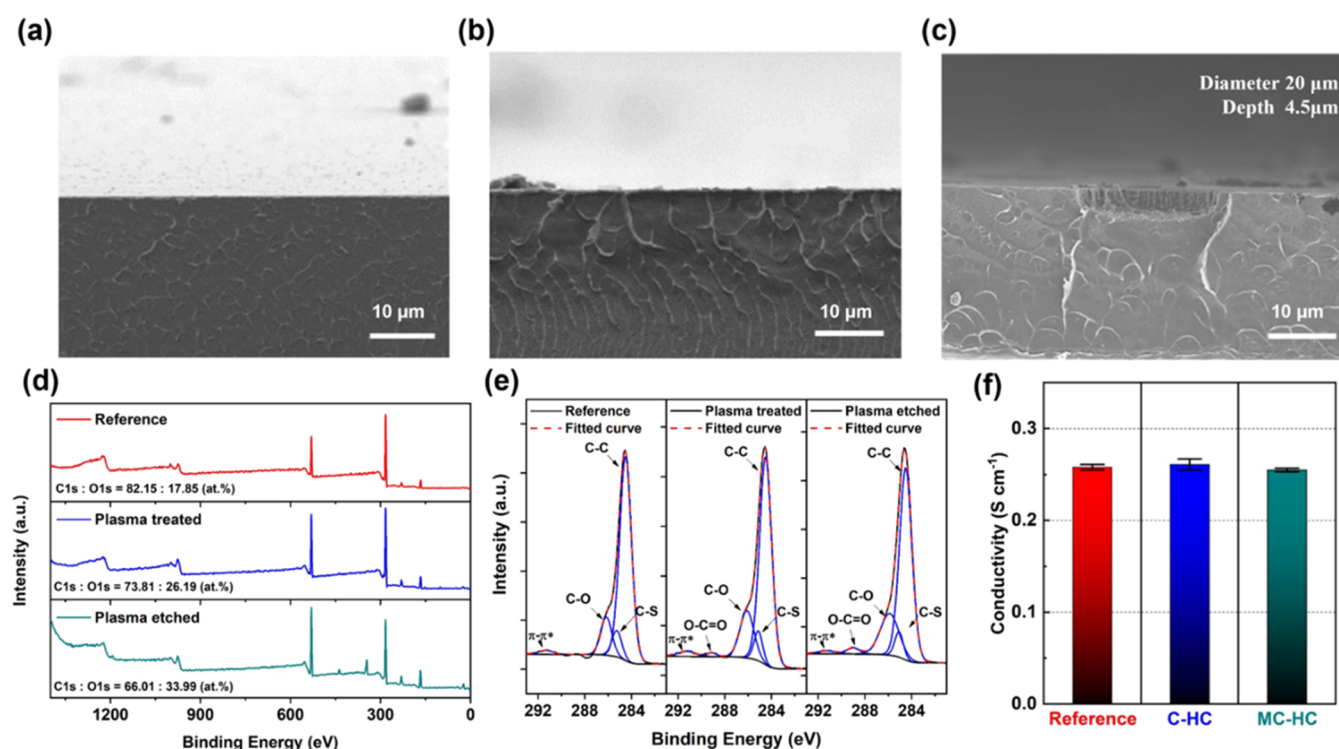 (a)
10 μm
(b)
10 μm
(c)
Diameter 20 μm
Depth 4.5μm
10 μm
(d)
Reference
C1s : O1s = 82.15 : 17.85 (at.%)
Plasma treated
C1s : O1s = 73.81 : 26.19 (at.%)
Plasma etched
C1s : O1s = 66.01 : 33.99 (at.%)
Intensity (a.u.)
1200 900 600 300 0
Binding Energy (eV)
(e)
Reference
Fitted curve
C-C
C-O
C-S
π-π*
Plasma treated
Fitted curve
C-C
C-O
C-S
O-C=O
π-π*
Plasma etched
Fitted curve
C-C
C-O
C-S
O-C=O
π-π*
Intensity (a.u.)
292 288 284 292 288 284 292 288 284
Binding Energy (eV)
(f)
Conductivity (S cm⁻¹)
0.3
0.2
0.1
0.0
Reference C-HC MC-HC